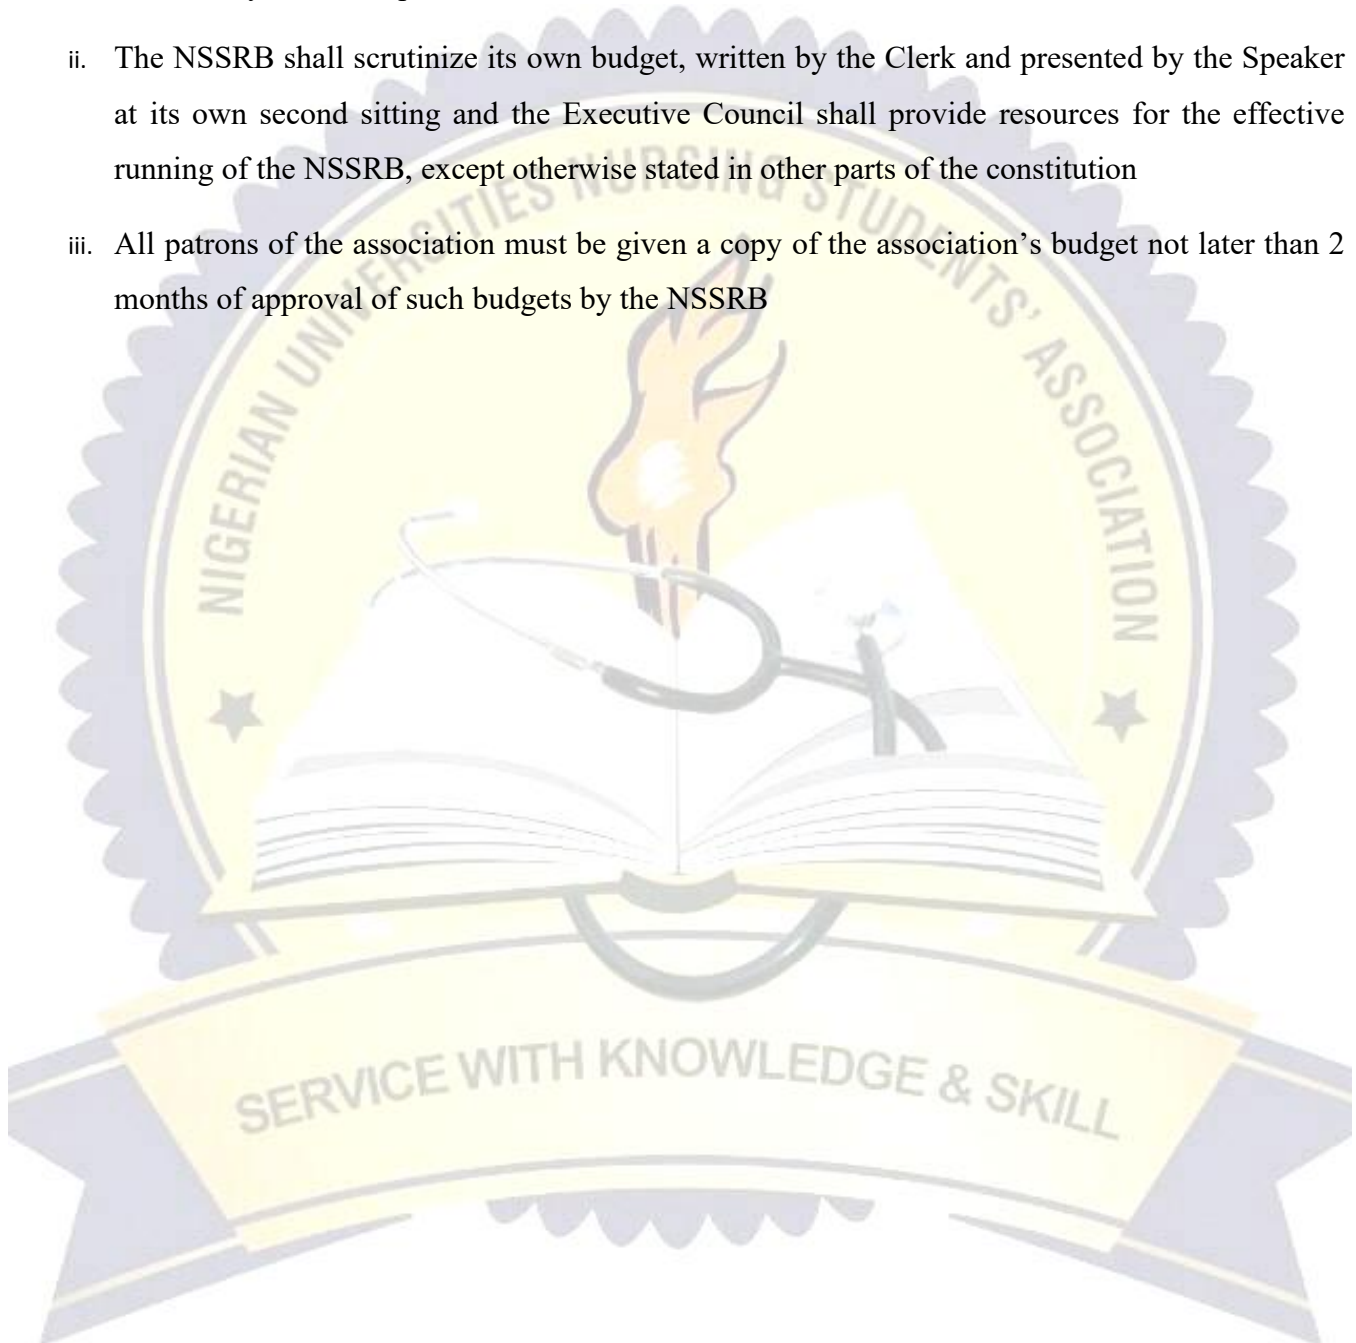 ii. The NSSRB shall scrutinize its own budget, written by the Clerk and presented by the Speaker
at its own second sitting and the Executive Council shall provide resources for the effective
running of the NSSRB, except otherwise stated in other parts of the constitution
iii. All patrons of the association must be given a copy of the association’s budget not later than 2
months of approval of such budgets by the NSSRB
NIGERIAN UNIVERSITIES NURSING STUDENTS' ASSOCIATION
SERVICE WITH KNOWLEDGE & SKILL